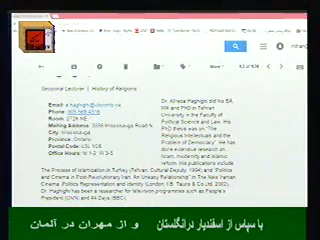 Sessional Lecturer | History of Religions
Email: a.haghighi@utoronto.ca
Phone:
Room: 272A NE
Mailing Address: 3359 Mississauga Road N.
City: Mississauga
Province: Ontario
Postal-Code: L5L 1C6
Office Hours: M 1-2, W 3-5
Dr. Alireza Haghighi did his BA,
MA and PhD in Tehran
University in the Faculty of
Political Science and Law. His
PhD thesis was on "The
Religious Intellectuals and the
Problem of Democracy". He has
done extensive research on
Islam, modernity and Islamic
reform. His publications include
The Process of Islamization in Turkey (Tehran: Cultural Deputy, 1994) and "Politics
and Cinema in Post-Revolutionary Iran: An Uneasy Relationship" in The New Iranian
Cinema: Politics Representation and Identity (London, I.B. Tauris & Co Ltd, 2002).
Dr. Haghighi has been a researcher for television programmes such as People's
President (CNN) and 44 Days (BBC).
با سپاس از اسفندیار درانگلستان و از مهران در آلمان